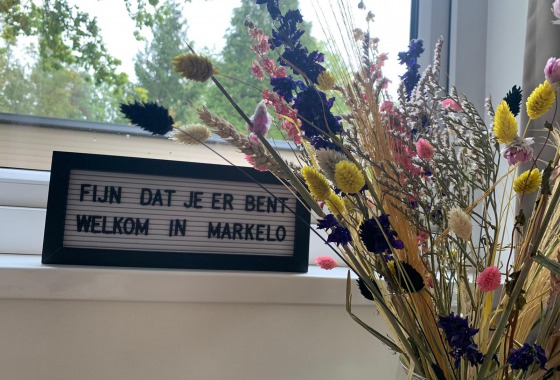 FIJN DAT JE ER BENT
WELKOM IN MARKELO